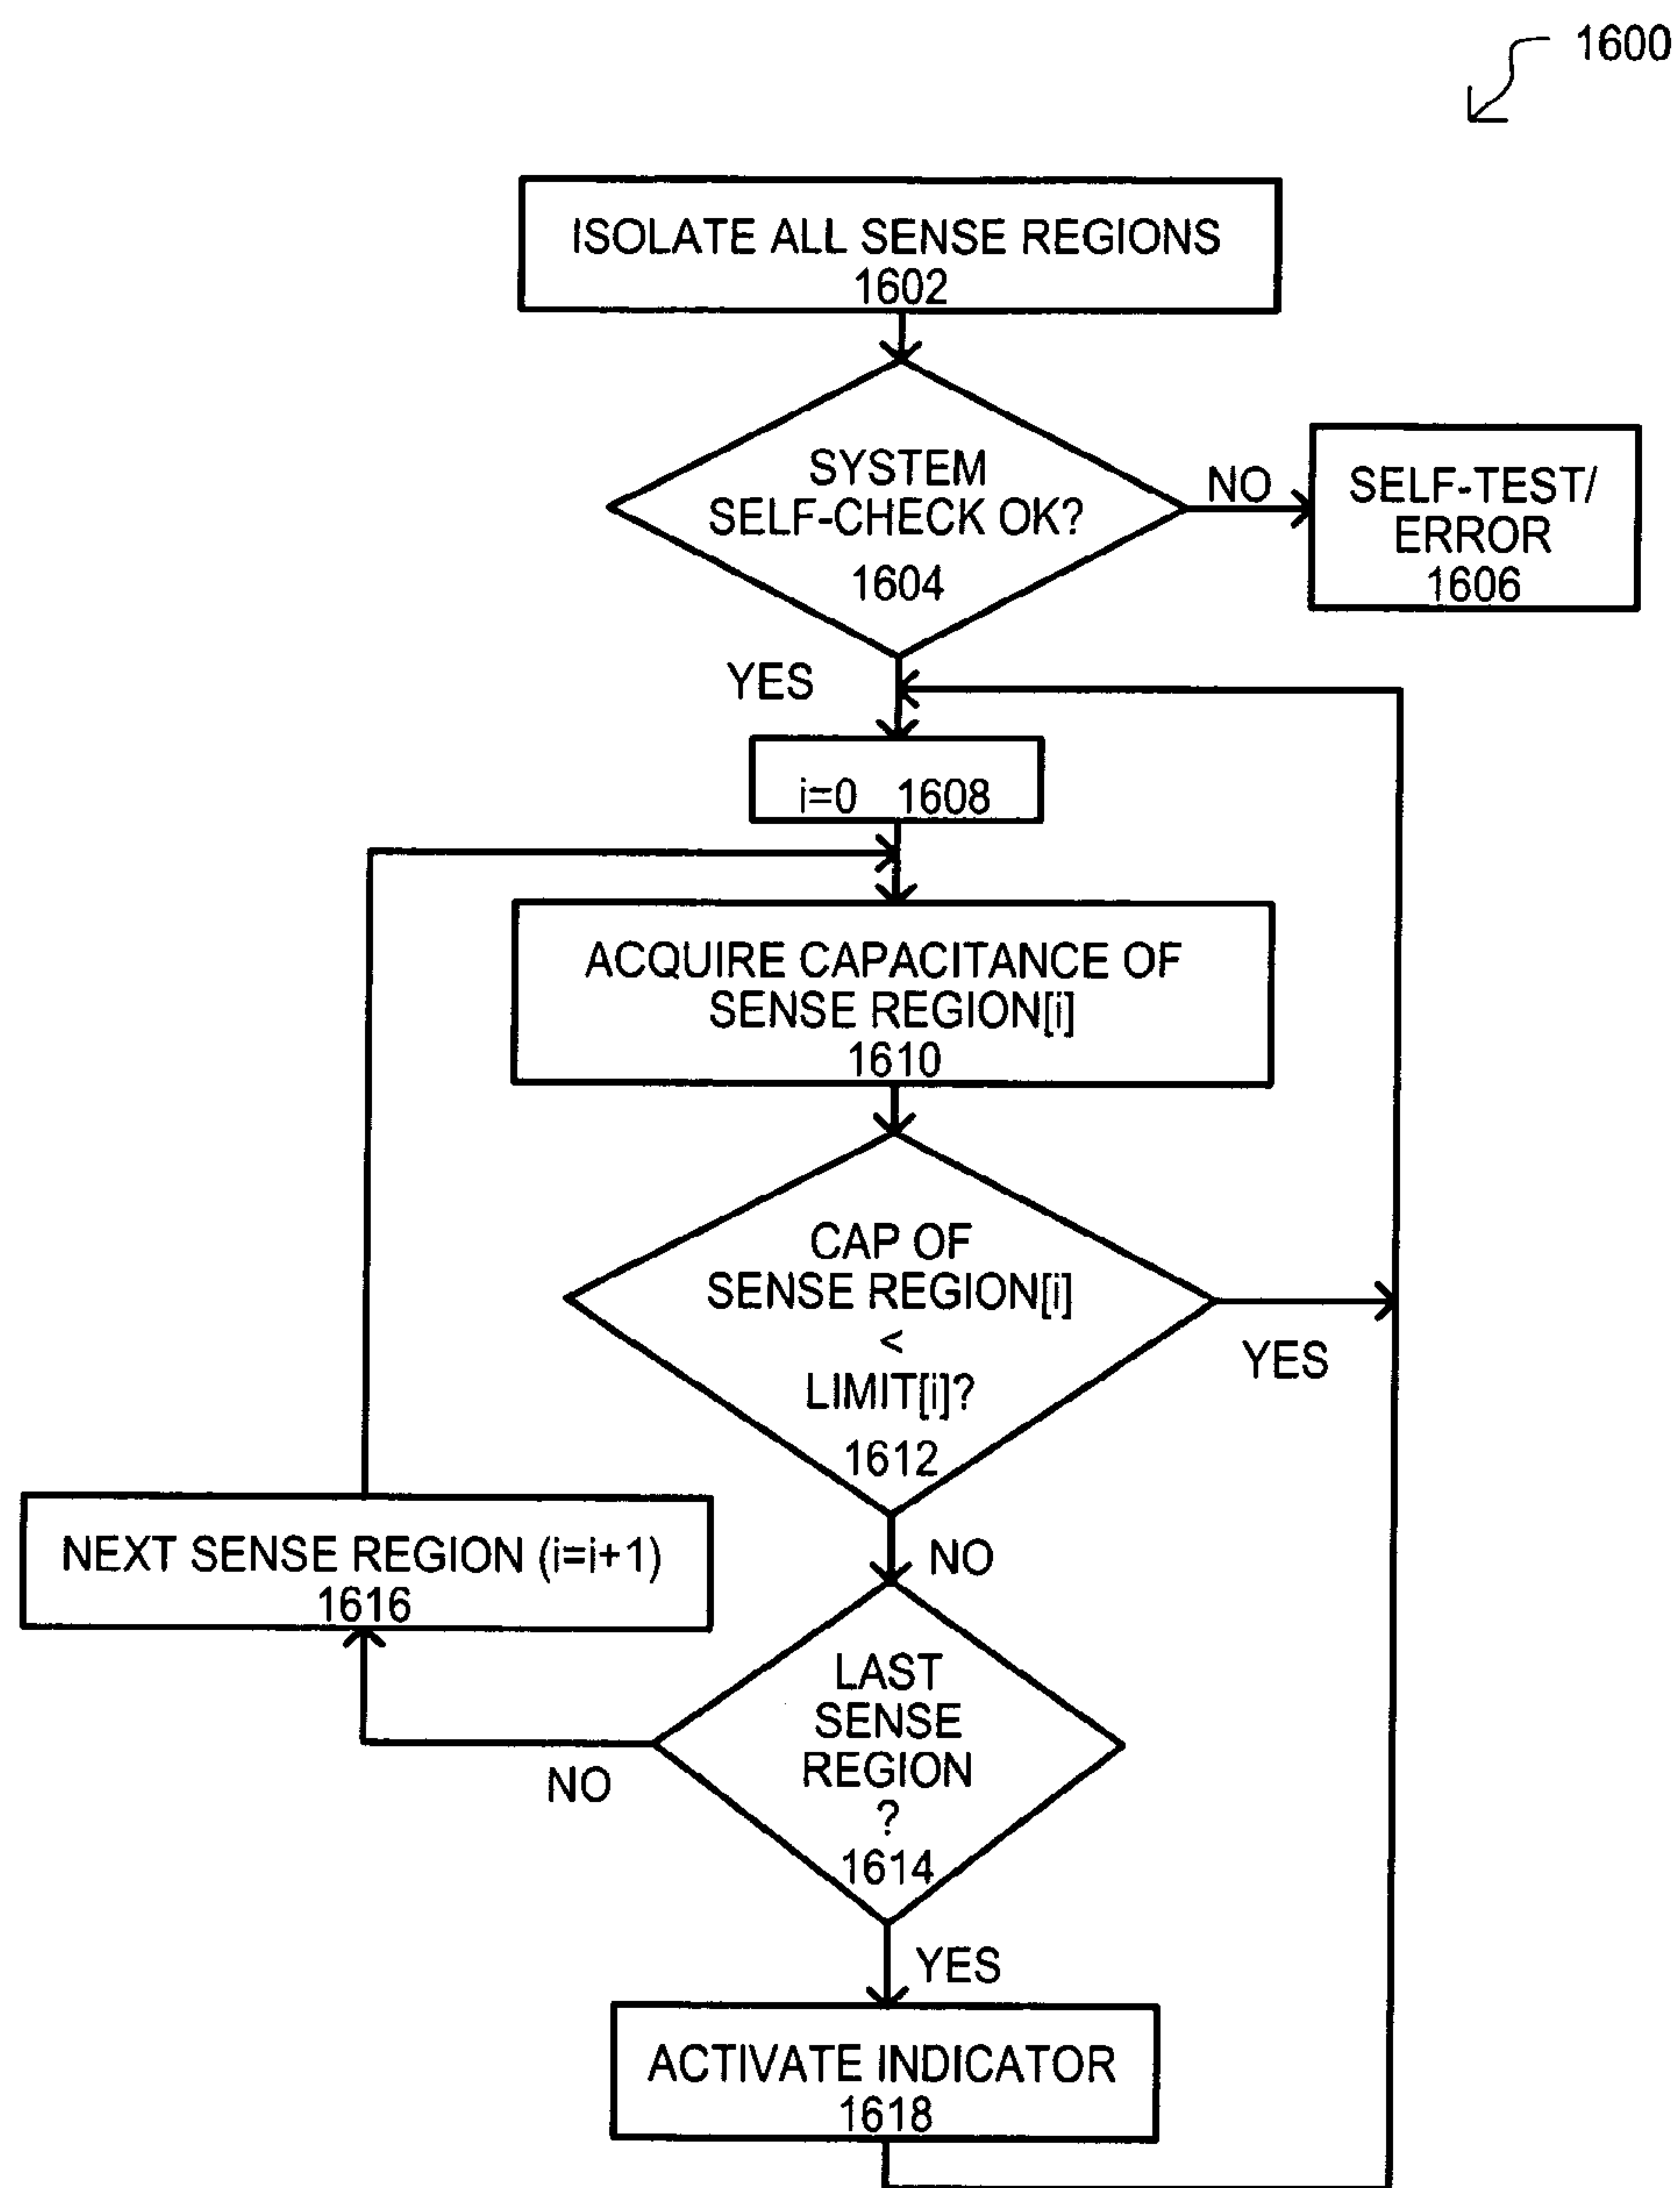 1600
ISOLATE ALL SENSE REGIONS
1602
SYSTEM
SELF-CHECK OK?
1604
NO
SELF-TEST/
ERROR
1606
YES
i=0 1608
ACQUIRE CAPACITANCE OF
SENSE REGION[i]
1610
CAP OF
SENSE REGION[i]
<
LIMIT[i]?
1612
YES
NO
NEXT SENSE REGION (i=i+1)
1616
LAST
SENSE
REGION
?
1614
NO
YES
ACTIVATE INDICATOR
1618